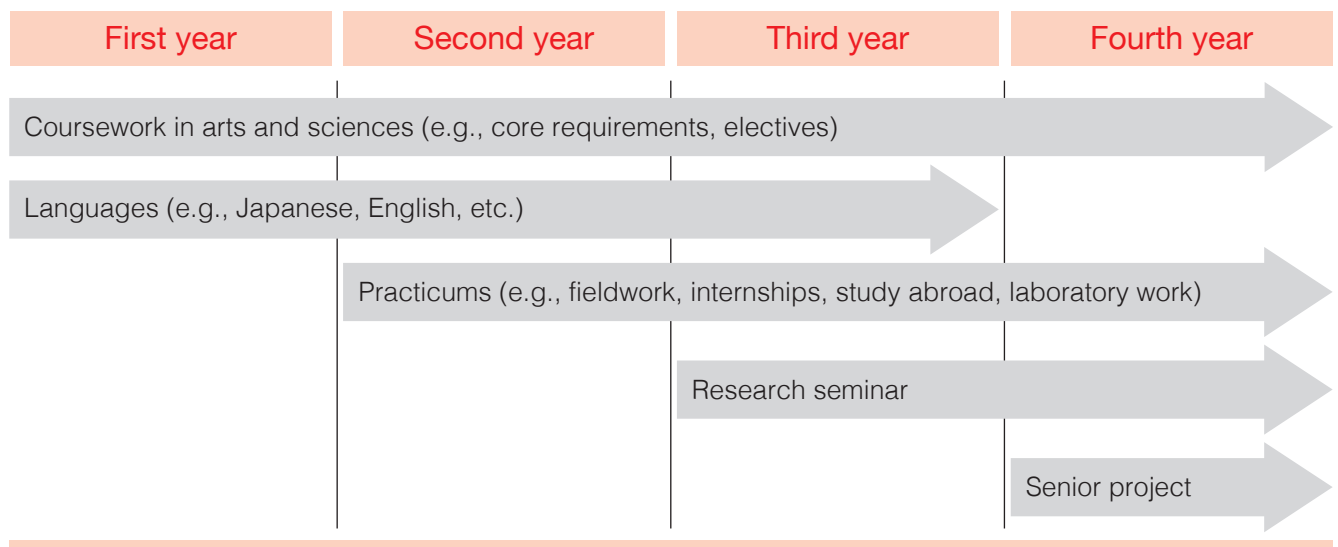 First year Second year Third year Fourth year
Coursework in arts and sciences (e.g., core requirements, electives)
Languages (e.g., Japanese, English, etc.)
Practicums (e.g., fieldwork, internships, study abroad, laboratory work)
Research seminar
Senior project